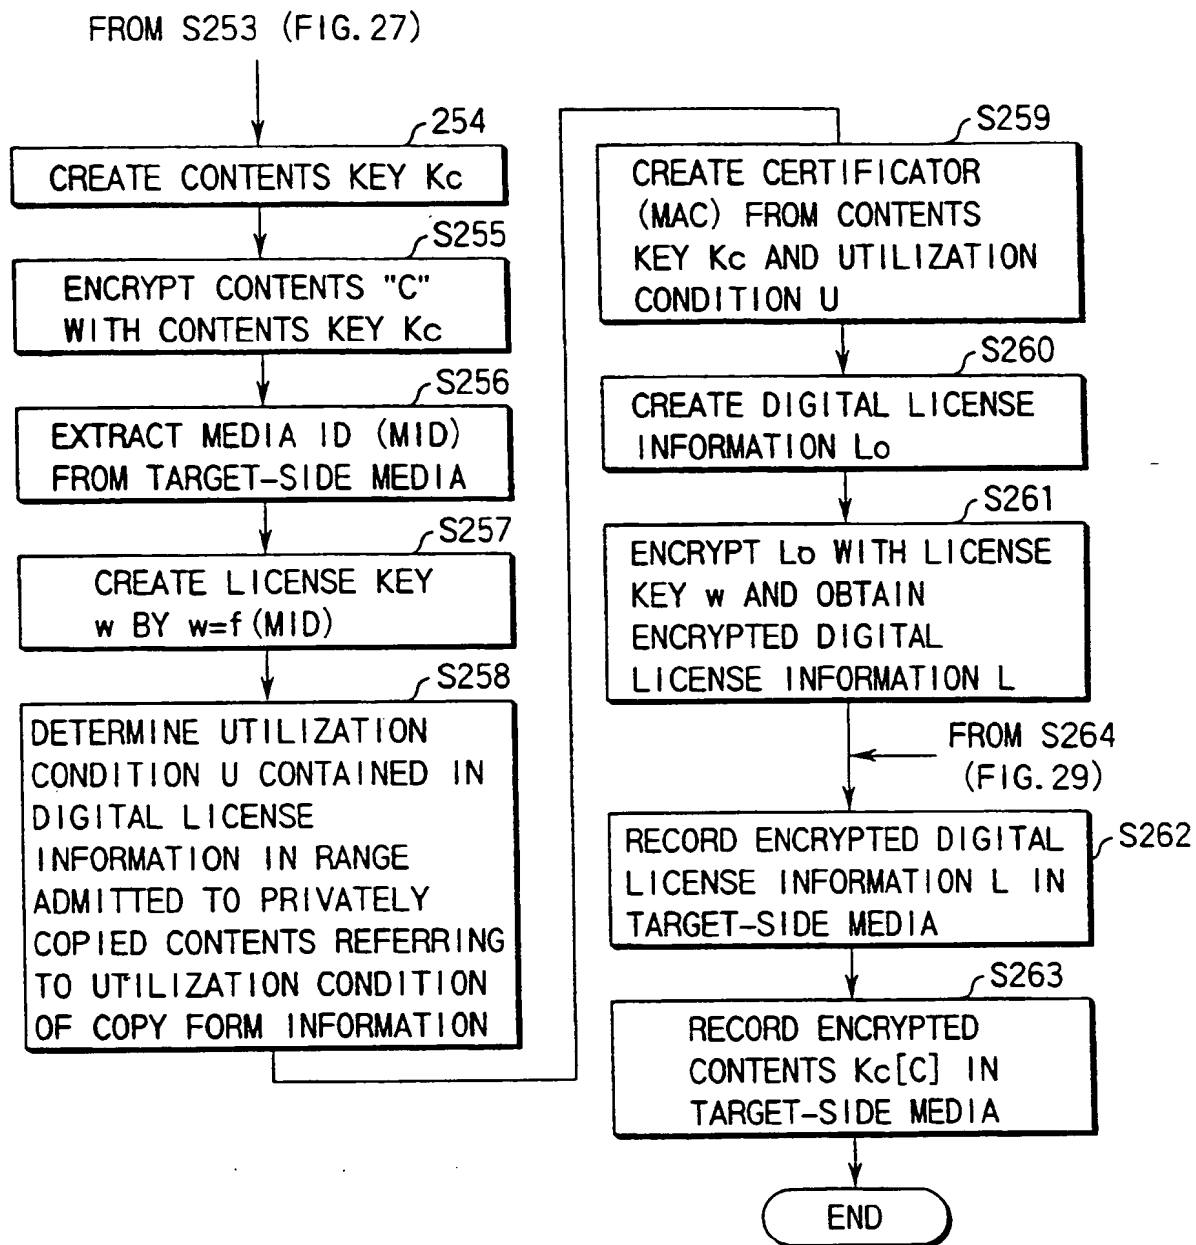 FROM S253 (FIG. 27)
254
CREATE CONTENTS KEY Kc
S255
ENCRYPT CONTENTS "C"
WITH CONTENTS KEY Kc
S256
EXTRACT MEDIA ID (MID)
FROM TARGET-SIDE MEDIA
S257
CREATE LICENSE KEY
w BY w=f(MID)
S258
DETERMINE UTILIZATION
CONDITION U CONTAINED IN
DIGITAL LICENSE
INFORMATION IN RANGE
ADMITTED TO PRIVATELY
COPIED CONTENTS REFERRING
TO UTILIZATION CONDITION
OF COPY FORM INFORMATION
S259
CREATE CERTIFICATOR
(MAC) FROM CONTENTS
KEY Kc AND UTILIZATION
CONDITION U
S260
CREATE DIGITAL LICENSE
INFORMATION Lo
S261
ENCRYPT Lo WITH LICENSE
KEY w AND OBTAIN
ENCRYPTED DIGITAL
LICENSE INFORMATION L
FROM S264
(FIG. 29)
S262
RECORD ENCRYPTED DIGITAL
LICENSE INFORMATION L IN
TARGET-SIDE MEDIA
S263
RECORD ENCRYPTED
CONTENTS Kc[C] IN
TARGET-SIDE MEDIA
END